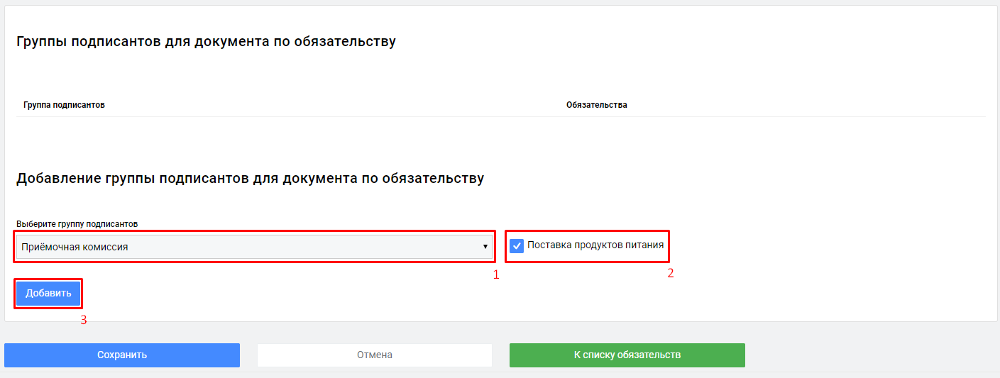 Группы подписантов для документа по обязательству
Группа подписантов Обязательства
Добавление группы подписантов для документа по обязательству
Выберите группу подписантов
Приёмочная комиссия
Поставка продуктов питания
1
2
Добавить
3
Сохранить Отмена К списку обязательств